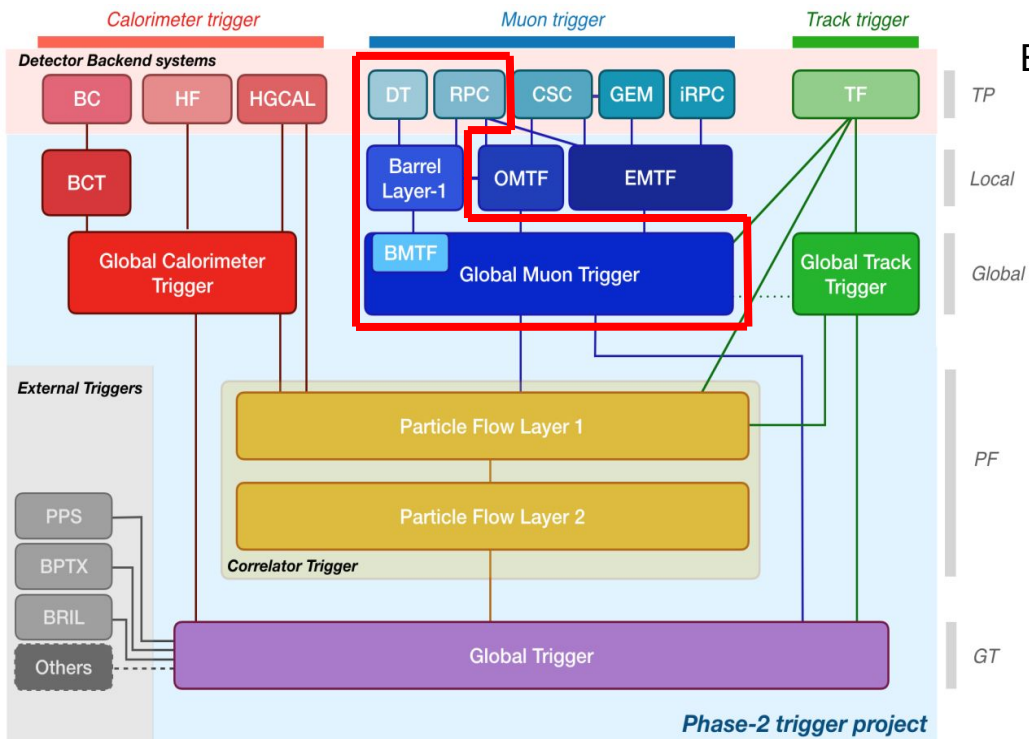 Calorimeter trigger
Muon trigger
Track trigger
Detector Backend systems
E
BC
HF
HGCAL
DT
RPC
CSC
GEM
iRPC
TF
TP
BCT
Barrel
Layer-1
OMTF
EMTF
Local
Global Calorimeter
Trigger
BMTF
Global Muon Trigger
Global Track
Trigger
Global
External Triggers
Particle Flow Layer 1
PF
Particle Flow Layer 2
PPS
BPTX
Correlator Trigger
BRIL
Others
Global Trigger
GT
Phase-2 trigger project